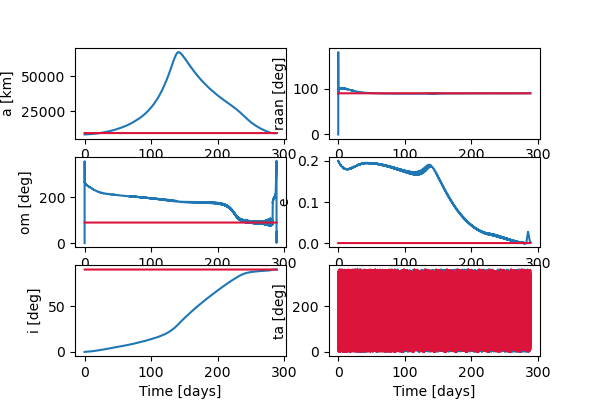 a [km]
50000
25000
0 100 200 300
raan [deg]
100
0
0 100 200 300
om [deg]
200
0
0 100 200 300
e
0.2
0.1
0.0
0 100 200 300
i [deg]
50
0
0 100 200 300
Time [days]
ta [deg]
200
0
0 100 200 300
Time [days]